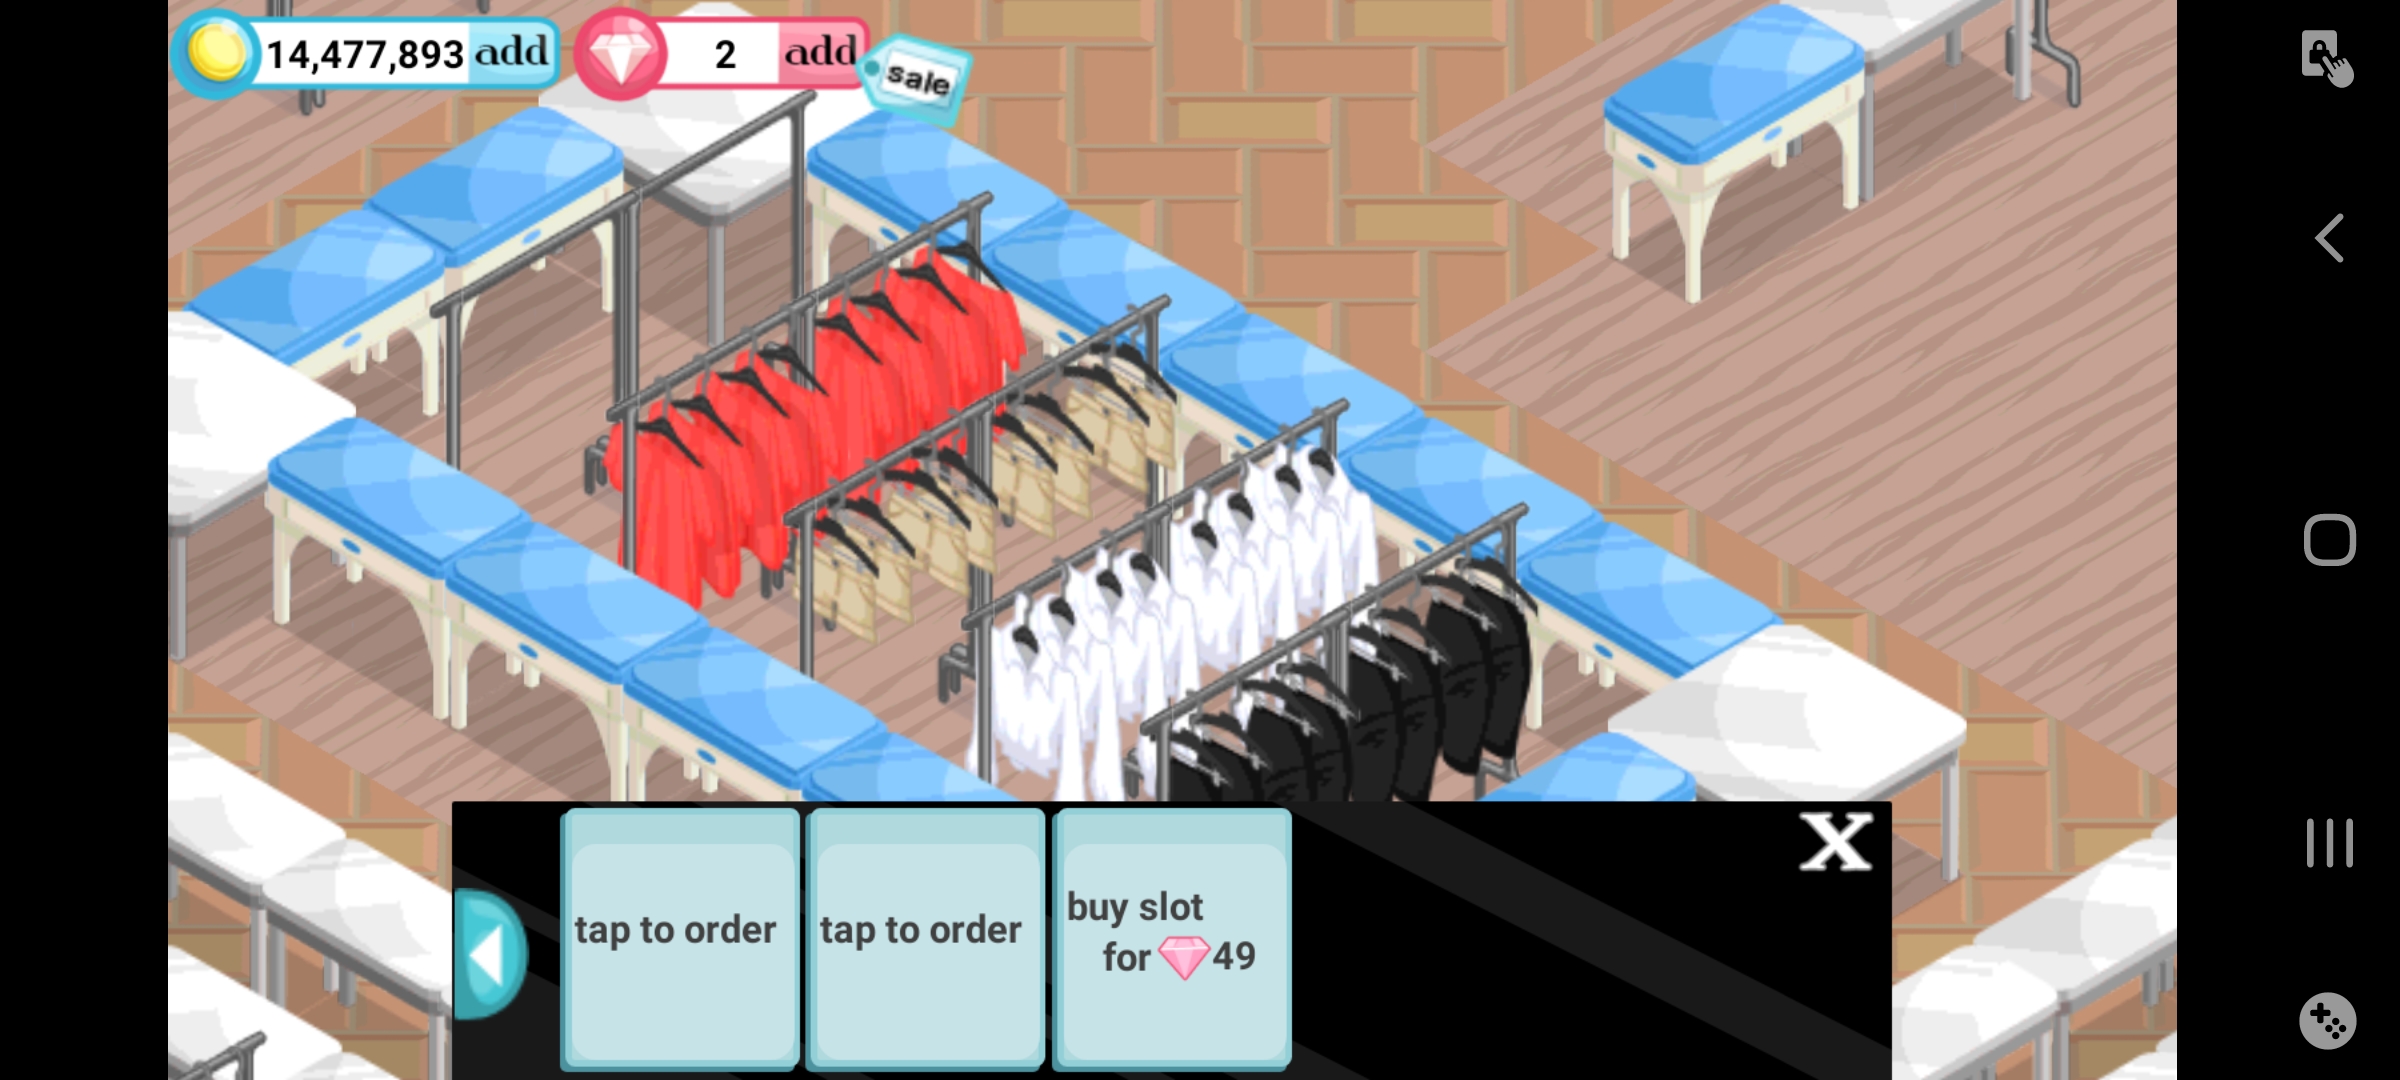 14,477,893 add
2 add
sale
X
tap to order
tap to order
buy slot
for 49